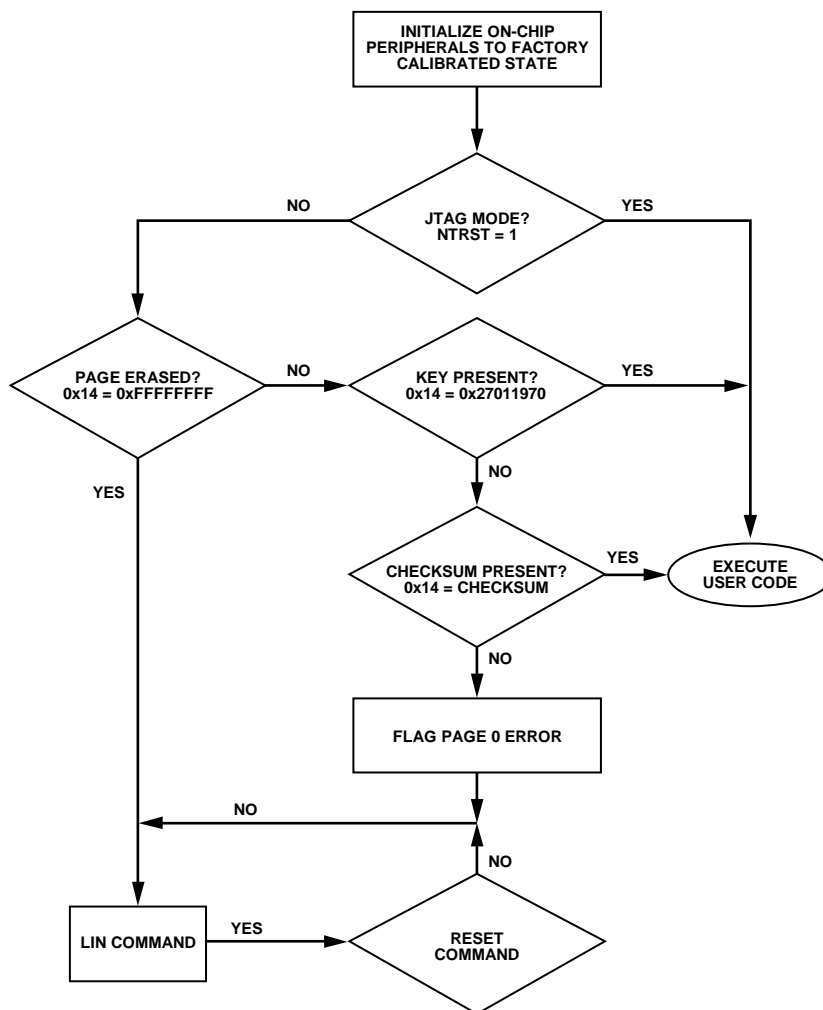 INITIALIZE ON-CHIP
PERIPHERALS TO FACTORY
CALIBRATED STATE
NO
YES
JTAG MODE?
NTRST = 1
PAGE ERASED?
0x14 = 0xFFFFFFFF
NO
KEY PRESENT?
0x14 = 0x27011970
YES
NO
YES
CHECKSUM PRESENT?
0x14 = CHECKSUM
YES
EXECUTE
USER CODE
NO
FLAG PAGE 0 ERROR
NO
NO
LIN COMMAND
YES
RESET
COMMAND